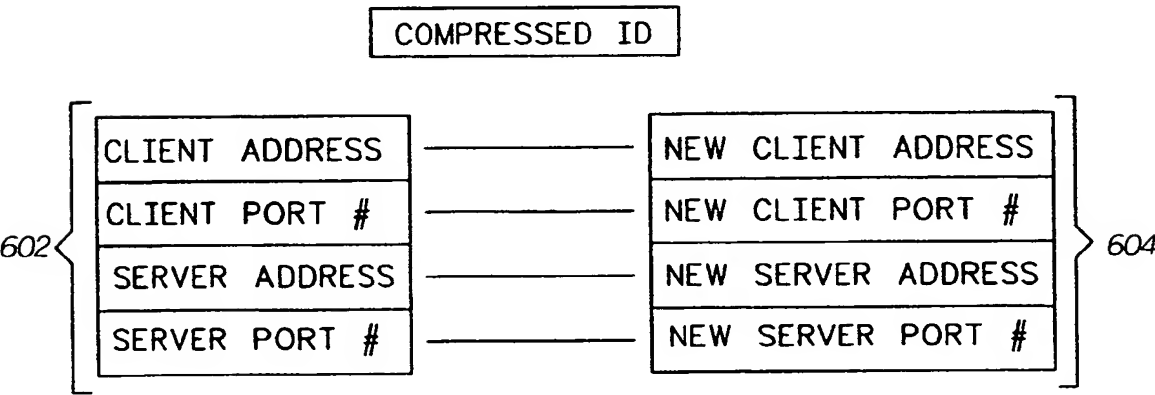 COMPRESSED ID
CLIENT ADDRESS NEW CLIENT ADDRESS
CLIENT PORT # NEW CLIENT PORT #
602 604
SERVER ADDRESS NEW SERVER ADDRESS
SERVER PORT # NEW SERVER PORT #